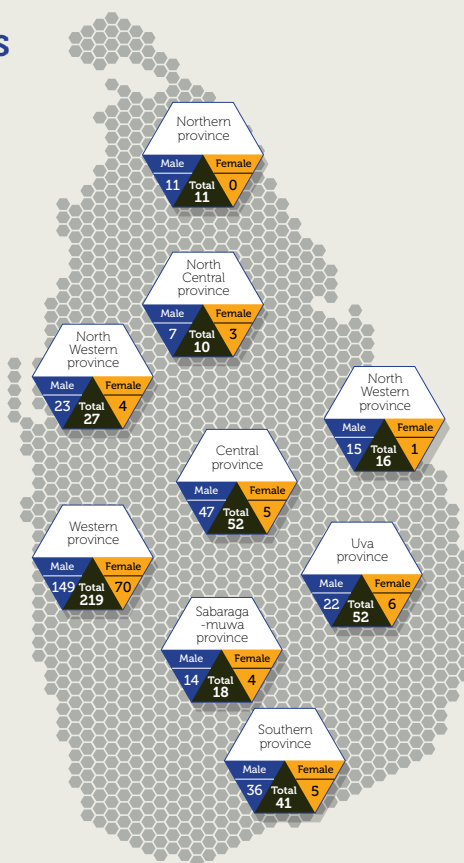 S
Northern
province
Male Female
11 Total 0
11
North
Central
province
Male Female
7 Total 3
10
North
Western
province
Male Female
23 Total 4
27
North
Western
province
Male Female
15 Total 1
16
Central
province
Male Female
47 Total 5
52
Western
province
Male Female
149 Total 70
219
Uva
province
Male Female
22 Total 6
52
Sabaraga
-muwa
province
Male Female
14 Total 4
18
Southern
province
Male Female
36 Total 5
41